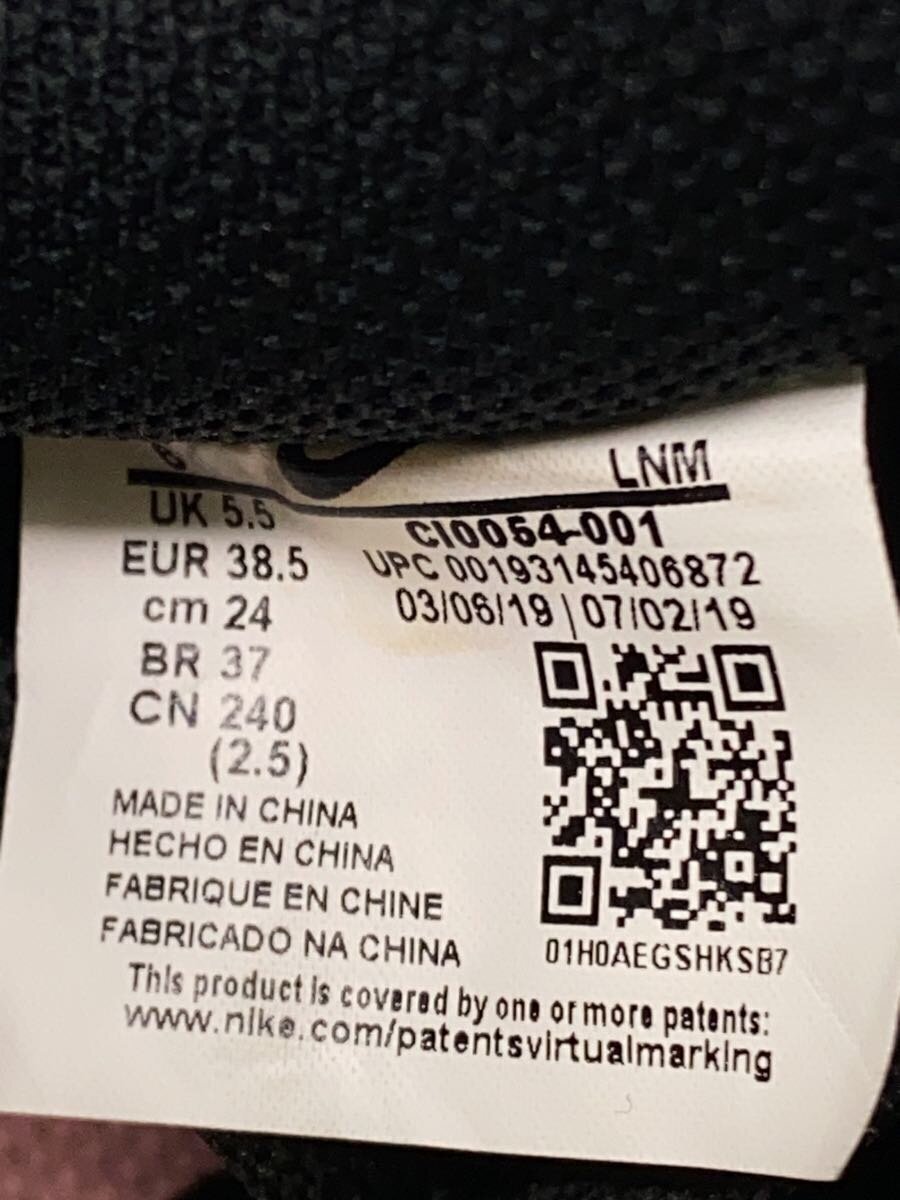 6
LNM
UK 5.5
CI0054-001
EUR 38.5
UPC 00193145406872
cm 24
03/06/19 | 07/02/19
BR 37
CN 240
(2.5)
MADE IN CHINA
HECHO EN CHINA
FABRIQUE EN CHINE
FABRICADO NA CHINA
01H0AEGSHKSB7
This product is covered by one or more patents:
www.nike.com/patentsvirtualmarking